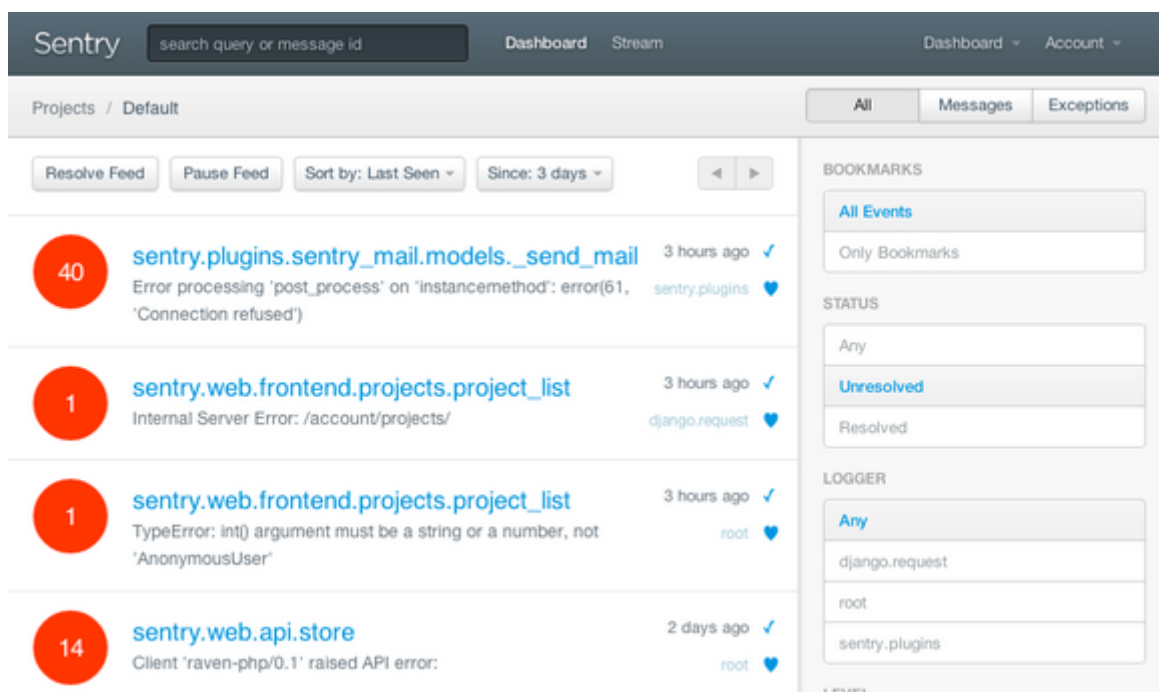 Sentry search query or message id Dashboard Stream Dashboard Account
Projects / Default All Messages Exceptions
Resolve Feed Pause Feed Sort by: Last Seen Since: 3 days
40
sentry.plugins.sentry_mail.models._send_mail 3 hours ago
Error processing 'post_process' on 'instancemethod': error(61, sentry.plugins
'Connection refused')
1
sentry.web.frontend.projects.project_list 3 hours ago
Internal Server Error: /account/projects/ django.request
1
sentry.web.frontend.projects.project_list 3 hours ago
TypeError: int() argument must be a string or a number, not root
'AnonymousUser'
14
sentry.web.api.store 2 days ago
Client 'raven-php/0.1' raised API error: root
BOOKMARKS
All Events
Only Bookmarks
STATUS
Any
Unresolved
Resolved
LOGGER
Any
django.request
root
sentry.plugins